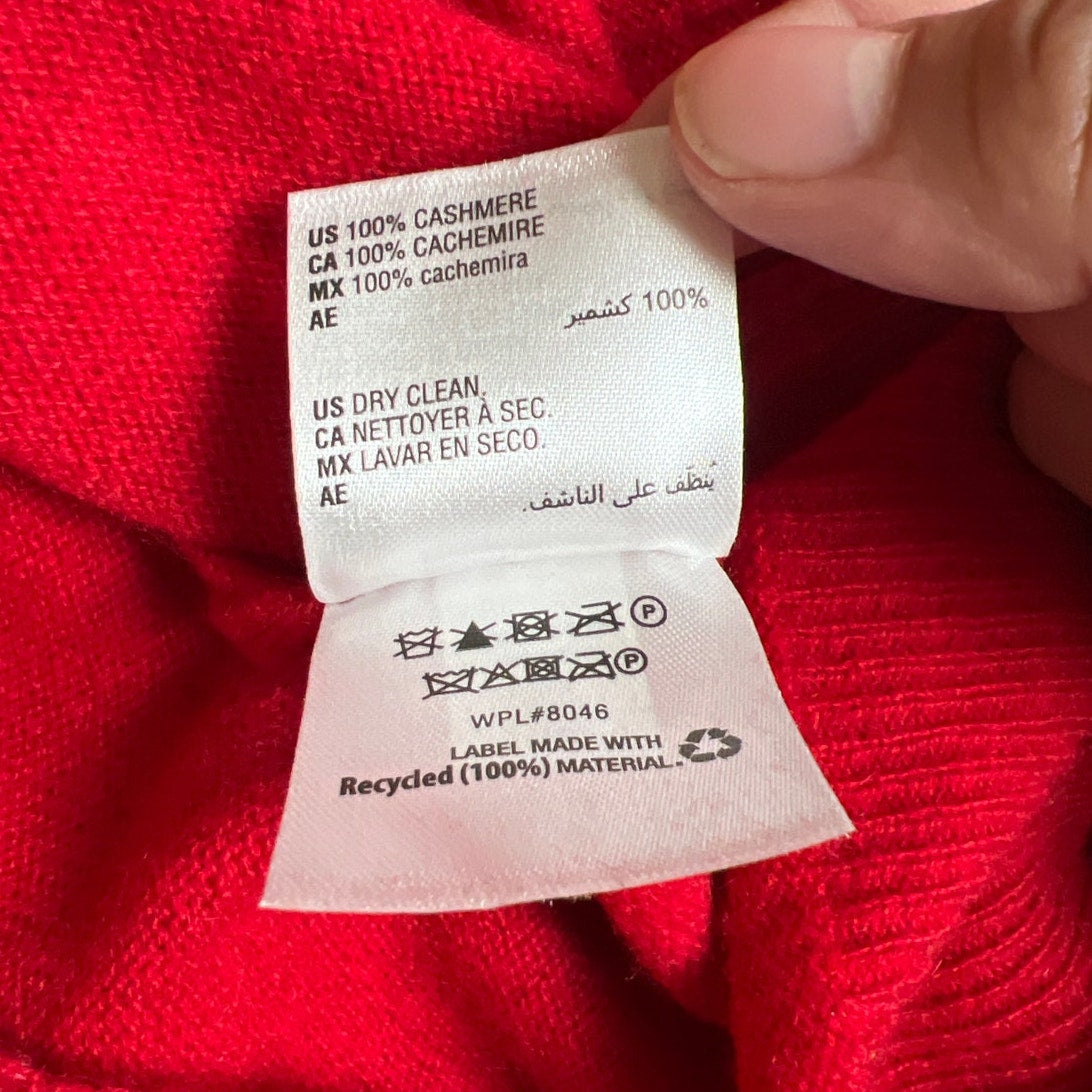 US 100% CASHMERE
CA 100% CACHEMIRE
MX 100% cachemira
AE 100% كشمير
US DRY CLEAN.
CA NETTOYER À SEC.
MX LAVAR EN SECO.
AE يُنظَّف على الناشف.
P
P
WPL#8046
LABEL MADE WITH
Recycled (100%) MATERIAL.